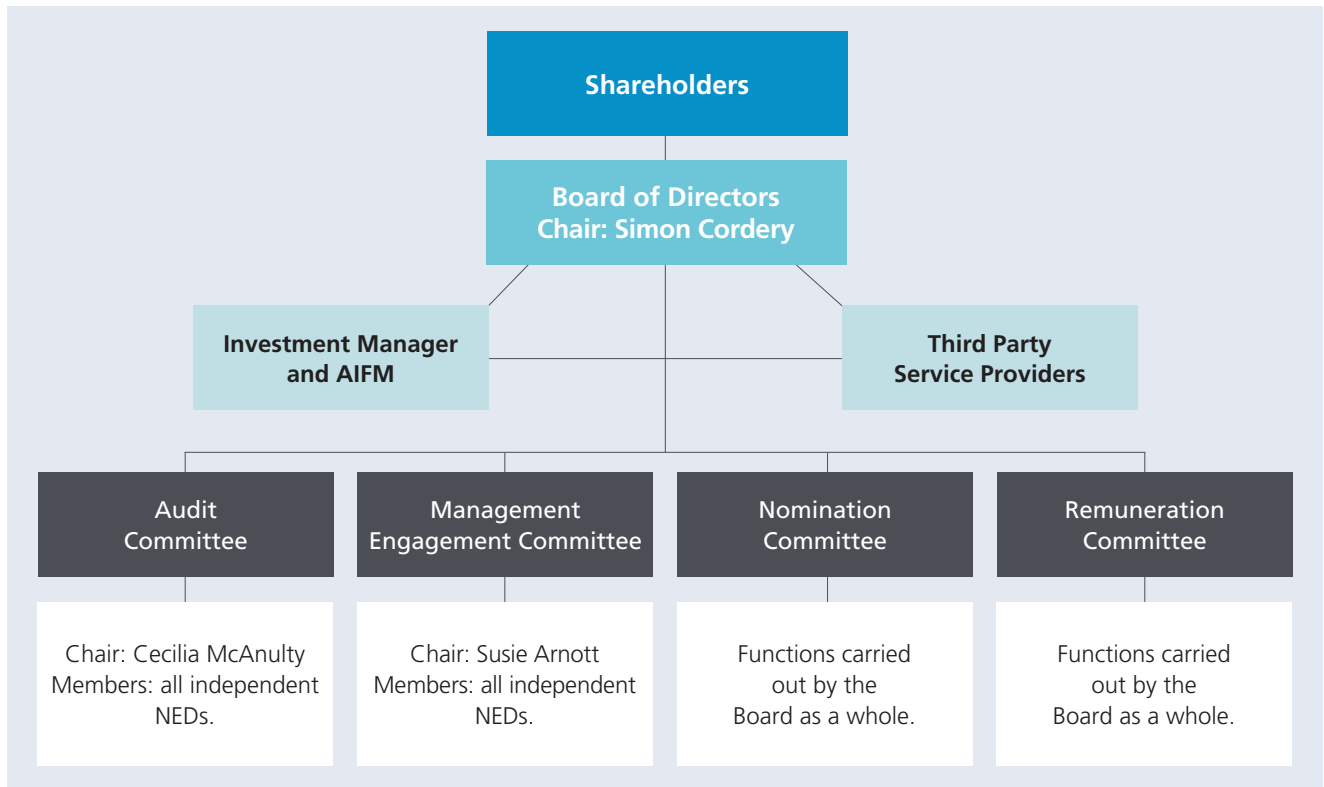 Shareholders
Board of Directors
Chair: Simon Cordery
Investment Manager
and AIFM
Third Party
Service Providers
Audit
Committee
Management
Engagement Committee
Nomination
Committee
Remuneration
Committee
Chair: Cecilia McAnulty
Members: all independent
NEDs.
Chair: Susie Arnott
Members: all independent
NEDs.
Functions carried
out by the
Board as a whole.
Functions carried
out by the
Board as a whole.